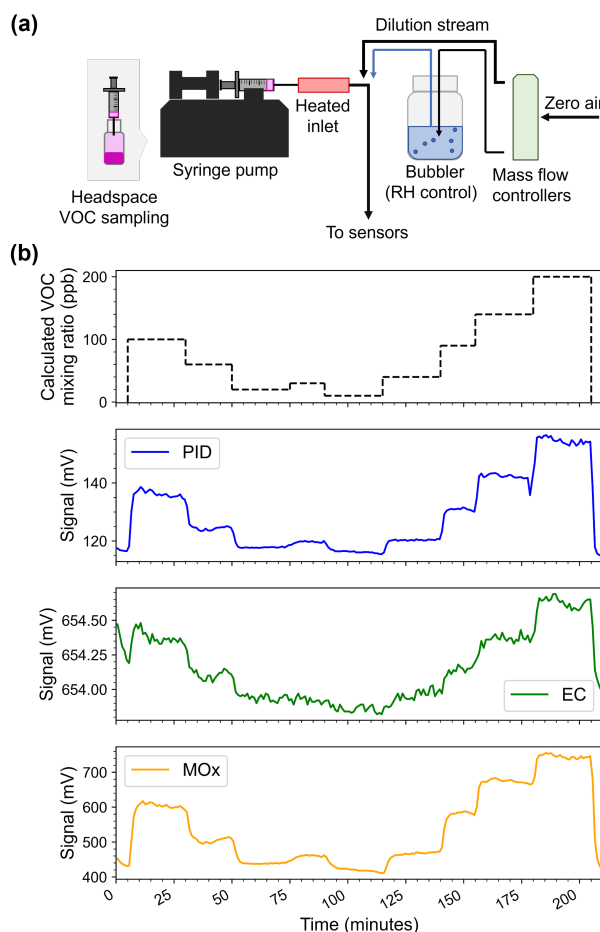 (a)
Dilution stream
Zero air
Heated
inlet
Syringe pump
Bubbler
(RH control)
Mass flow
controllers
Headspace
VOC sampling
To sensors
(b)
Calculated VOC
mixing ratio (ppb)
200
100
0
Signal (mV)
140
120
PID
Signal (mV)
654.50
654.25
654.00
EC
Signal (mV)
700
600
500
400
MOx
0
25
50
75
100
125
150
175
200
Time (minutes)